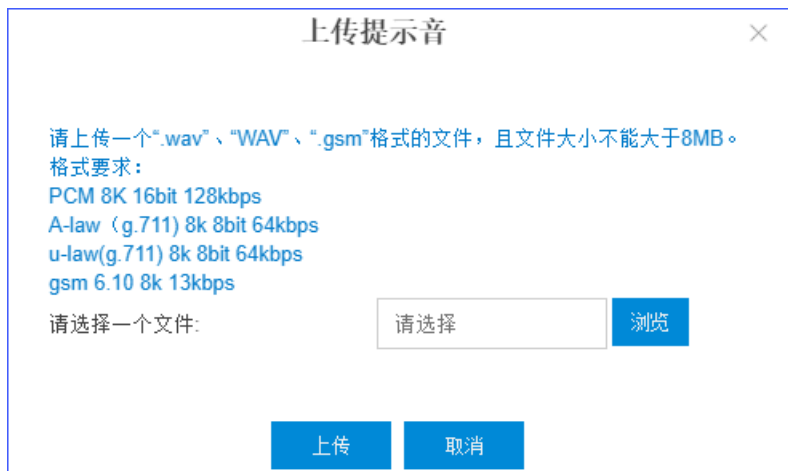 上传提示音
请上传一个“.wav”、“WAV”、“.gsm”格式的文件，且文件大小不能大于8MB。
格式要求：
PCM 8K 16bit 128kbps
A-law（g.711) 8k 8bit 64kbps
u-law(g.711) 8k 8bit 64kbps
gsm 6.10 8k 13kbps
请选择一个文件: 请选择 浏览
上传 取消